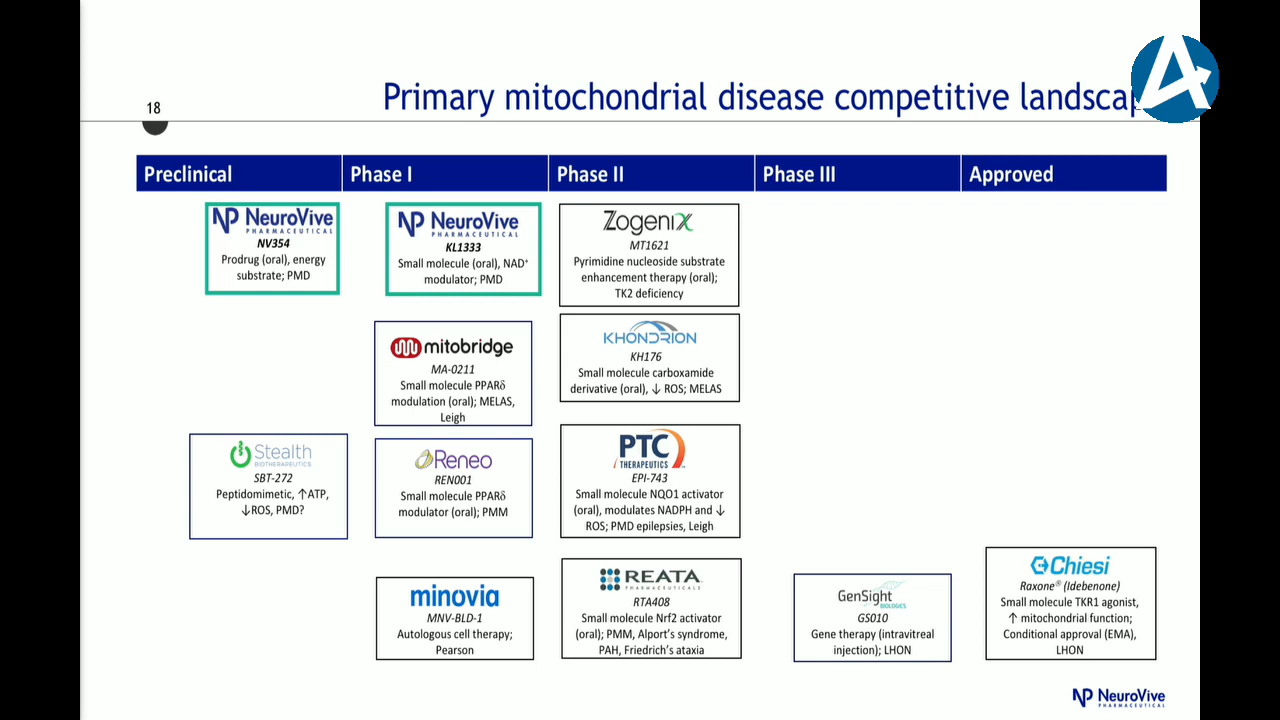 18
Primary mitochondrial disease competitive
Preclinical
Phase I
Phase II
Phase III
Approved
NP NeuroVive
PHARMACEUTICAL
NV354
Prodrug (oral), energy
substrate; PMD
NP NeuroVive
PHARMACEUTICAL
KL1333
Small molecule (oral), NAD⁺
modulator; PMD
Zogenix
MT1621
Pyrimidine nucleoside substrate
enhancement therapy (oral);
TK2 deficiency
mitobridge
MA-0211
Small molecule PPARδ
modulation (oral); MELAS,
Leigh
KHONDRION
KH176
Small molecule carboxamide
derivative (oral), ↓ ROS; MELAS
Stealth
BIOTHERAPEUTICS
SBT-272
Peptidomimetic, ↑ATP,
↓ROS, PMD?
Reneo
REN001
Small molecule PPARδ
modulator (oral); PMM
PTC
THERAPEUTICS
EPI-743
Small molecule NQO1 activator
(oral), modulates NADPH and ↓
ROS; PMD epilepsies, Leigh
minovia
MNV-BLD-1
Autologous cell therapy;
Pearson
REATA
PHARMACEUTICALS
RTA408
Small molecule Nrf2 activator
(oral); PMM, Alport's syndrome,
PAH, Friedrich's ataxia
GenSight
BIOLOGICS
GS010
Gene therapy (intravitreal
injection); LHON
Chiesi
Raxone® (Idebenone)
Small molecule TKR1 agonist,
↑ mitochondrial function;
Conditional approval (EMA),
LHON
NP NeuroVive
PHARMACEUTICAL